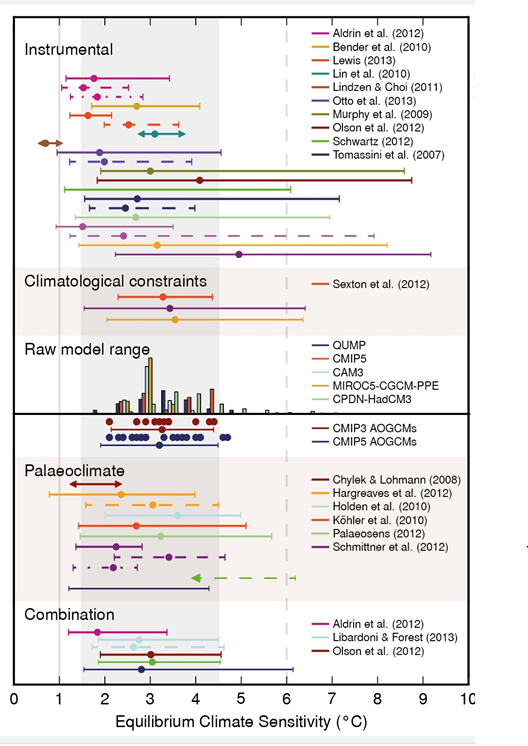 Instrumental
Aldrin et al. (2012)
Bender et al. (2010)
Lewis (2013)
Lin et al. (2010)
Lindzen & Choi (2011)
Otto et al. (2013)
Murphy et al. (2009)
Olson et al. (2012)
Schwartz (2012)
Tomassini et al. (2007)
Climatological constraints
Sexton et al. (2012)
Raw model range
QUMP
CMIP5
CAM3
MIROC5-CGCM-PPE
CPDN-HadCM3
CMIP3 AOGCMs
CMIP5 AOGCMs
Palaeoclimate
Chylek & Lohmann (2008)
Hargreaves et al. (2012)
Holden et al. (2010)
Köhler et al. (2010)
Palaeosens (2012)
Schmittner et al. (2012)
Combination
Aldrin et al. (2012)
Libardoni & Forest (2013)
Olson et al. (2012)
0 1 2 3 4 5 6 7 8 9 10
Equilibrium Climate Sensitivity (°C)